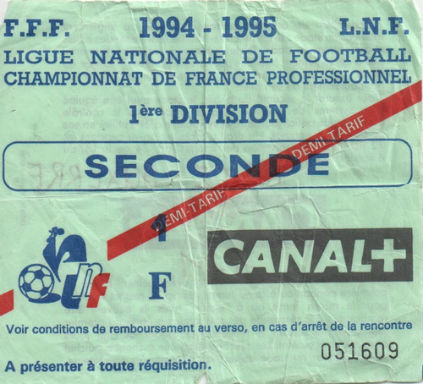 F.F.F. 1994 - 1995 L.N.F.
LIGUE NATIONALE DE FOOTBALL
CHAMPIONNAT DE FRANCE PROFESSIONNEL
1ère DIVISION
DEMI-TARIF
SECONDE
DEMI-TARIF
1
lnf
F
CANAL+
Voir conditions de remboursement au verso, en cas d'arrêt de la rencontre
051609
A présenter à toute réquisition.